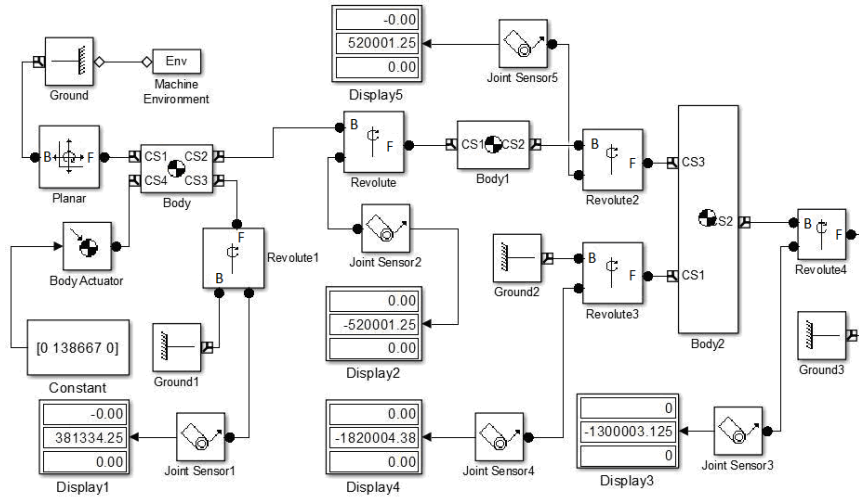 -0.00
520001.25
0.00
Display5
Joint Sensor5
Ground
Env
Machine
Environment
B
F
Planar
CS1
CS2
CS4
CS3
Body
B
F
Revolute
CS1
CS2
Body1
B
F
Revolute2
CS3
S2
CS1
Body2
Revolute4
B
F
Body Actuator
F
B
Revolute1
Joint Sensor2
Ground2
B
F
Revolute3
[0 138667 0]
Constant
Ground1
0.00
-520001.25
0.00
Display2
Ground3
-0.00
381334.25
0.00
Display1
Joint Sensor1
0.00
-1820004.38
0.00
Display4
Joint Sensor4
0
-1300003.125
0
Display3
Joint Sensor3